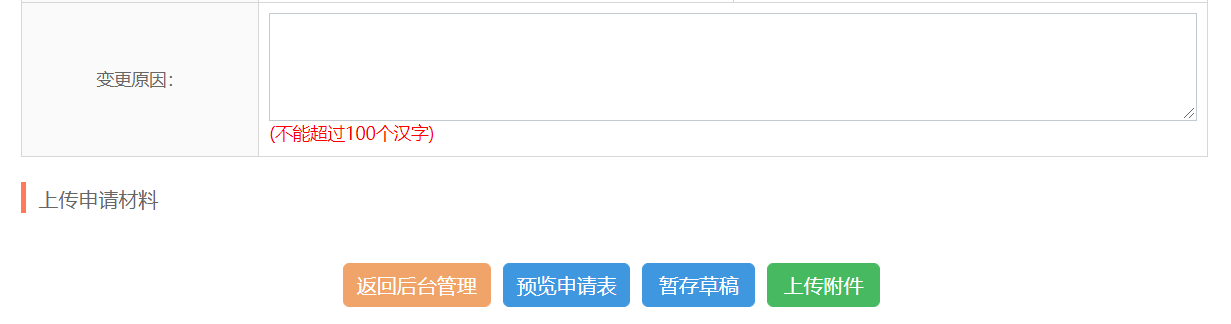 变更原因：
(不能超过100个汉字)
上传申请材料
返回后台管理
预览申请表
暂存草稿
上传附件